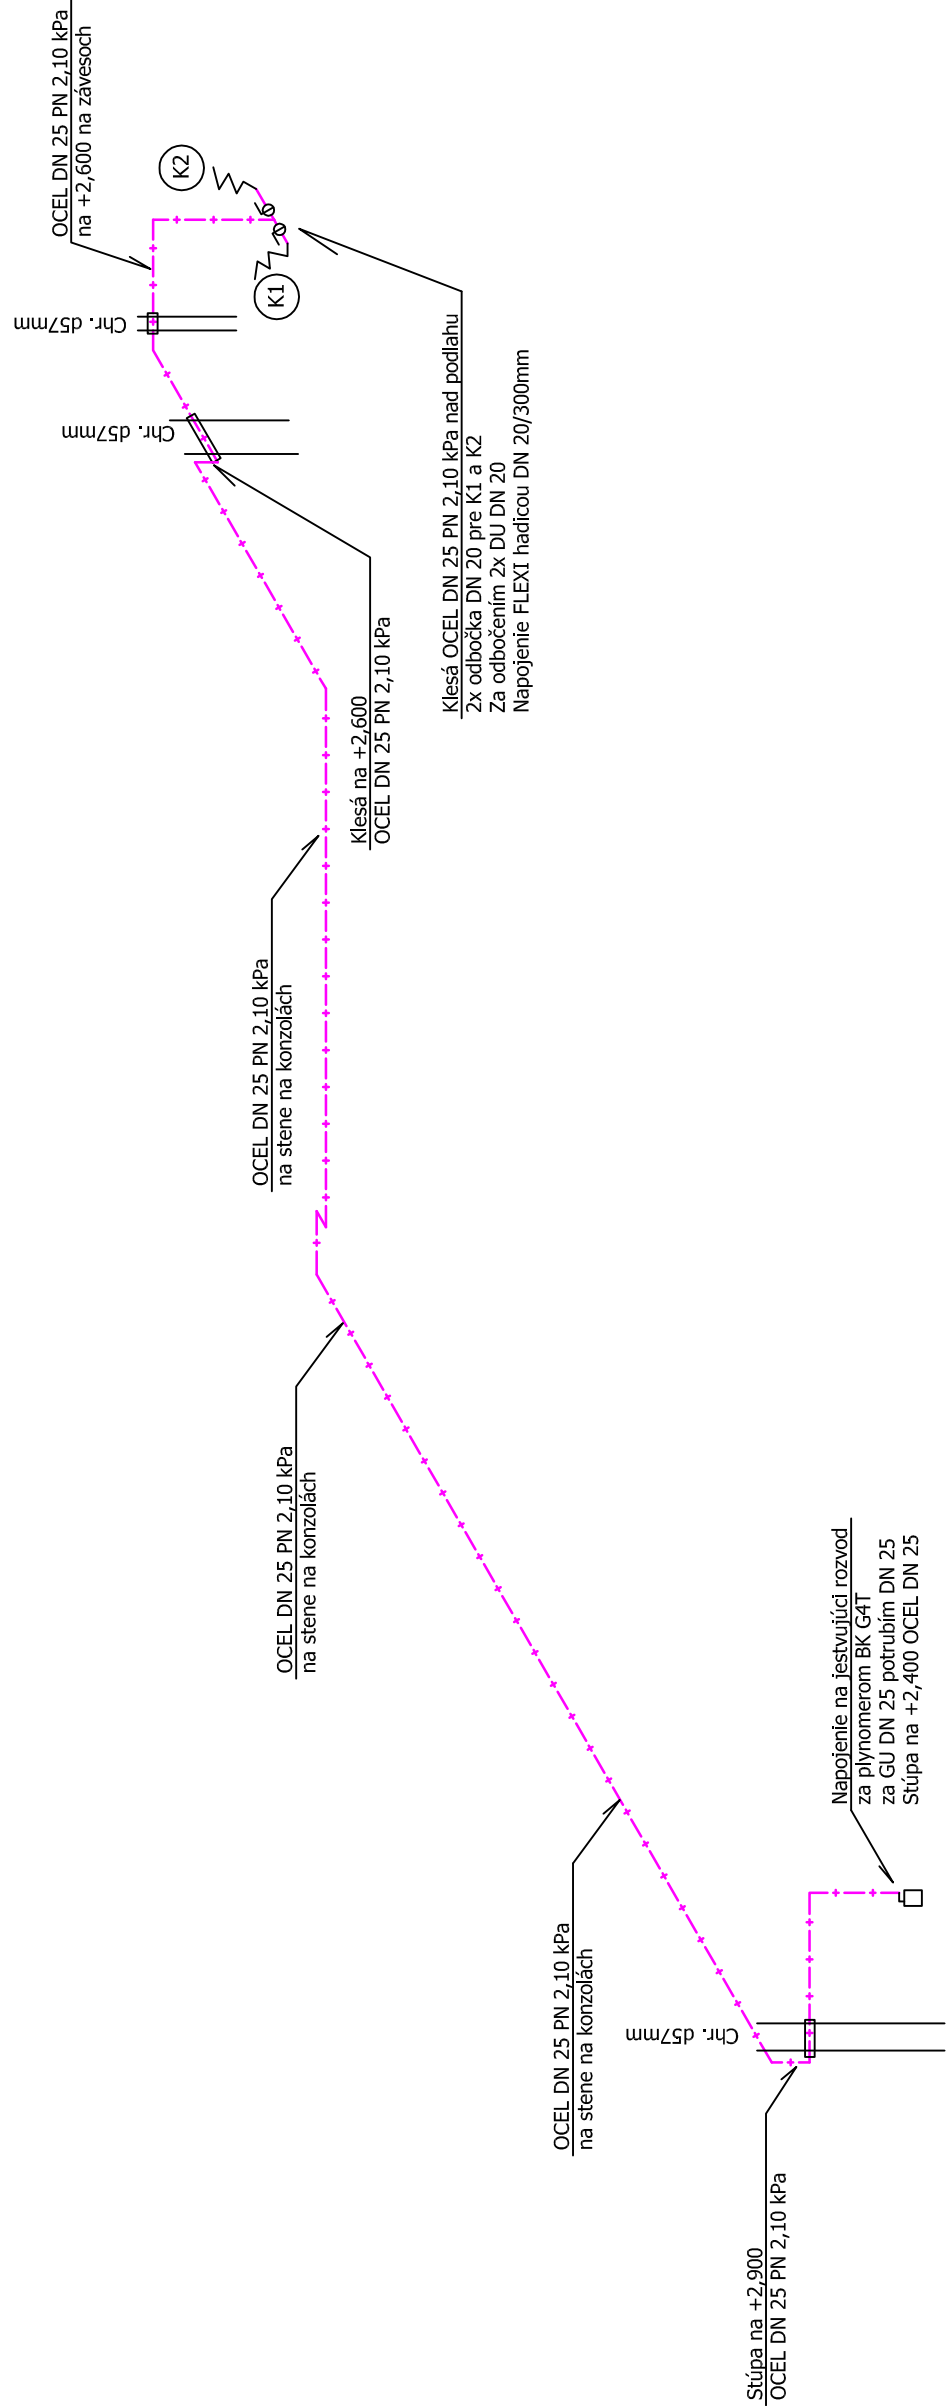 OCEL DN 25 PN 2,10 kPa
na +2,600 na závesoch
K2
K1
Chr. d57mm
Chr. d57mm
Klesá OCEL DN 25 PN 2,10 kPa nad podlahu
2x odbočka DN 20 pre K1 a K2
Za odbočením 2x DU DN 20
Napojenie FLEXI hadicou DN 20/300mm
Klesá na +2,600
OCEL DN 25 PN 2,10 kPa
OCEL DN 25 PN 2,10 kPa
na stene na konzolách
OCEL DN 25 PN 2,10 kPa
na stene na konzolách
Napojenie na jestvujúci rozvod
za plynomerom BK G4T
za GU DN 25 potrubím DN 25
Stúpa na +2,400 OCEL DN 25
OCEL DN 25 PN 2,10 kPa
na stene na konzolách
Chr. d57mm
Stúpa na +2,900
OCEL DN 25 PN 2,10 kPa